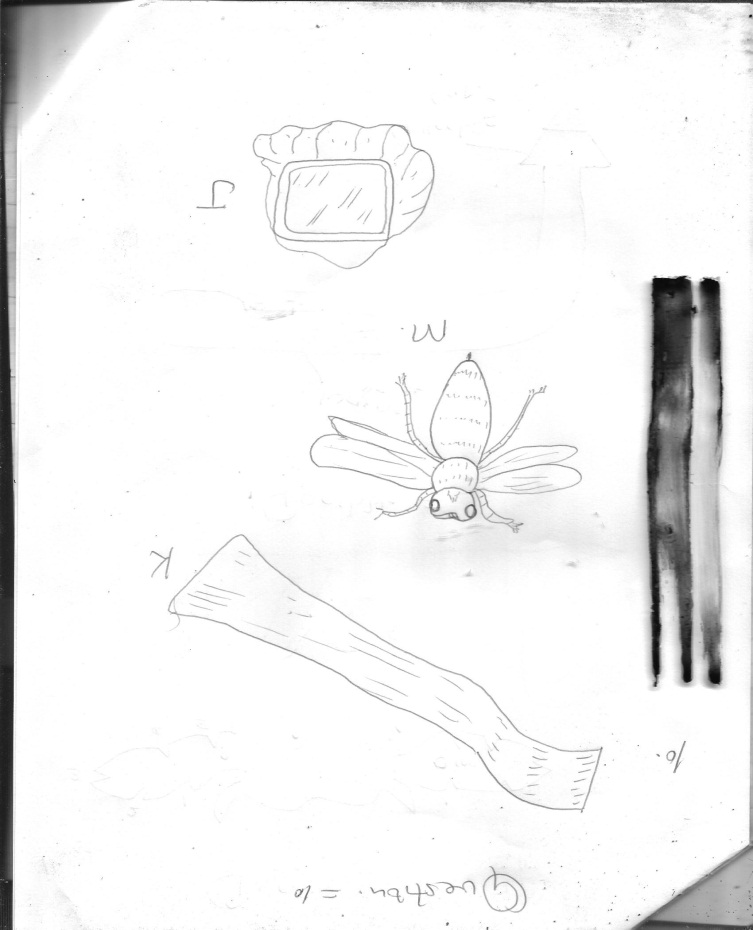 Question. = 10
10.
K
M.
J